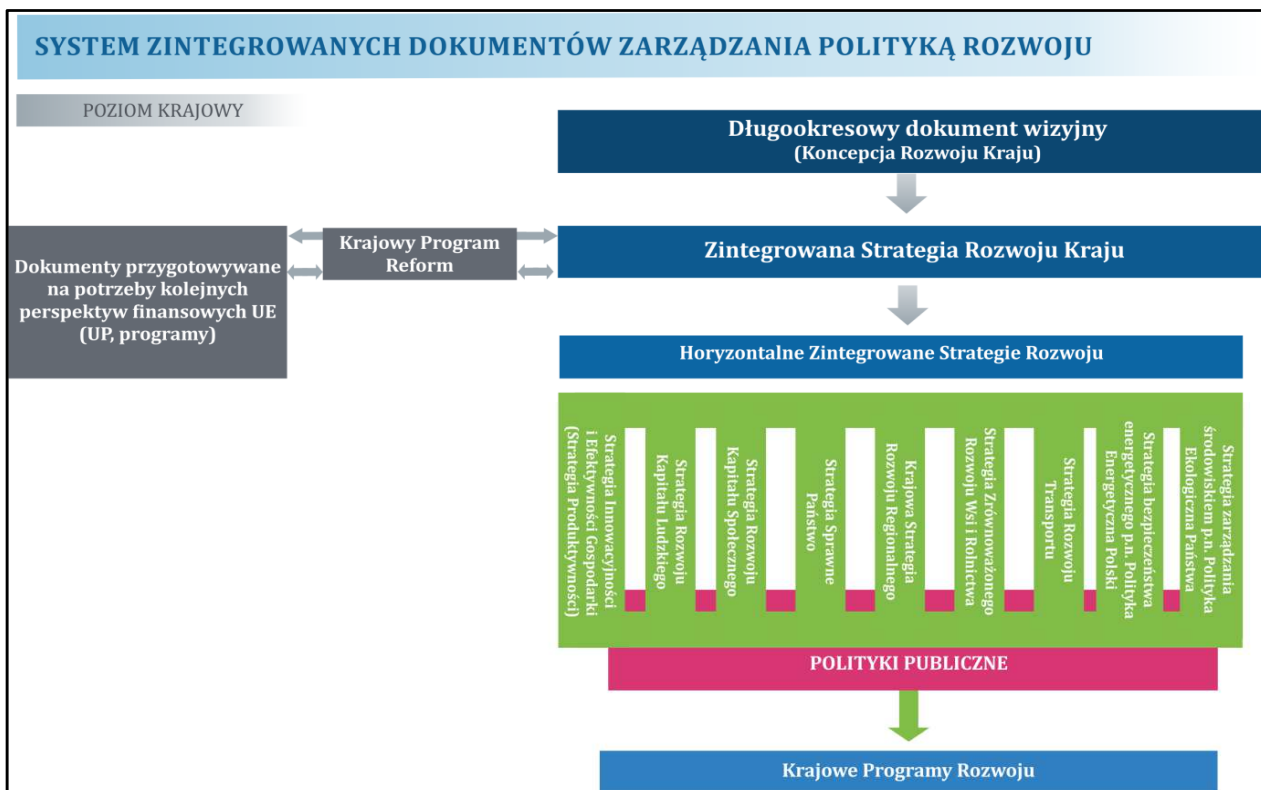 SYSTEM ZINTEGROWANYCH DOKUMENTÓW ZARZĄDZANIA POLITYKĄ ROZWOJU
POZIOM KRAJOWY
Długookresowy dokument wizyjny
(Koncepcja Rozwoju Kraju)
Dokumenty przygotowywane
na potrzeby kolejnych
perspektyw finansowych UE
(UP, programy)
Krajowy Program
Reform
Zintegrowana Strategia Rozwoju Kraju
Horyzontalne Zintegrowane Strategie Rozwoju
Strategia Innowacyjności
i Efektywności Gospodarki
(Strategia Produktywności)
Strategia Rozwoju
Kapitału Ludzkiego
Strategia Rozwoju
Kapitału Społecznego
Strategia Sprawne
Państwo
Krajowa Strategia
Rozwoju Regionalnego
Strategia Zrównoważonego
Rozwoju Wsi i Rolnictwa
Strategia Rozwoju
Transportu
Strategia bezpieczeństwa
energetycznego p.n. Polityka
Energetyczna Polski
Strategia zarządzania
środowiskiem p.n. Polityka
Ekologiczna Państwa
POLITYKI PUBLICZNE
Krajowe Programy Rozwoju